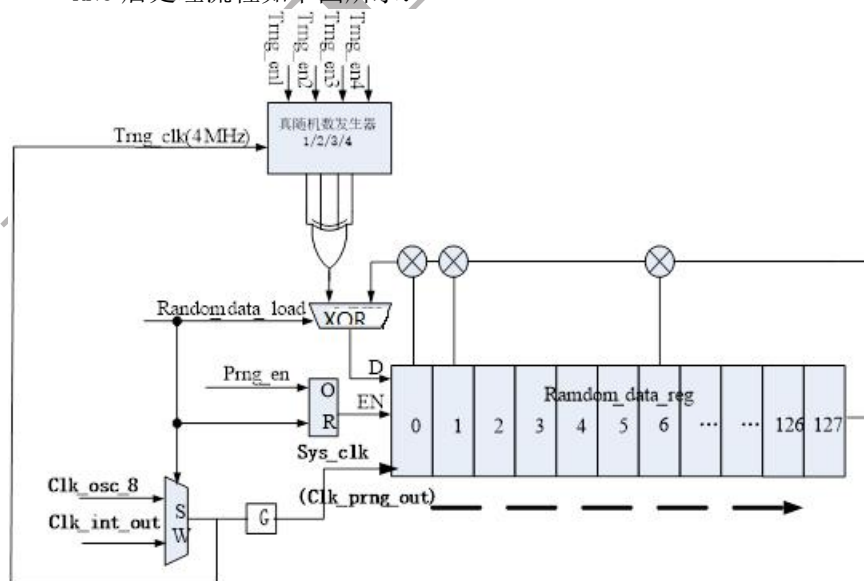 Trng_en1
Trng_en2
Trng_en3
Trng_en4
真随机数发生器
1/2/3/4
Trng_clk(4MHz)
Randomdata_load
XOR
Prng_en
O
R
D
EN
Ramdom_data_reg
0 1 2 3 4 5 6 ... ... 126 127
Sys_clk
(Clk_prng_out)
Clk_osc_8
Clk_int_out
S
W
G